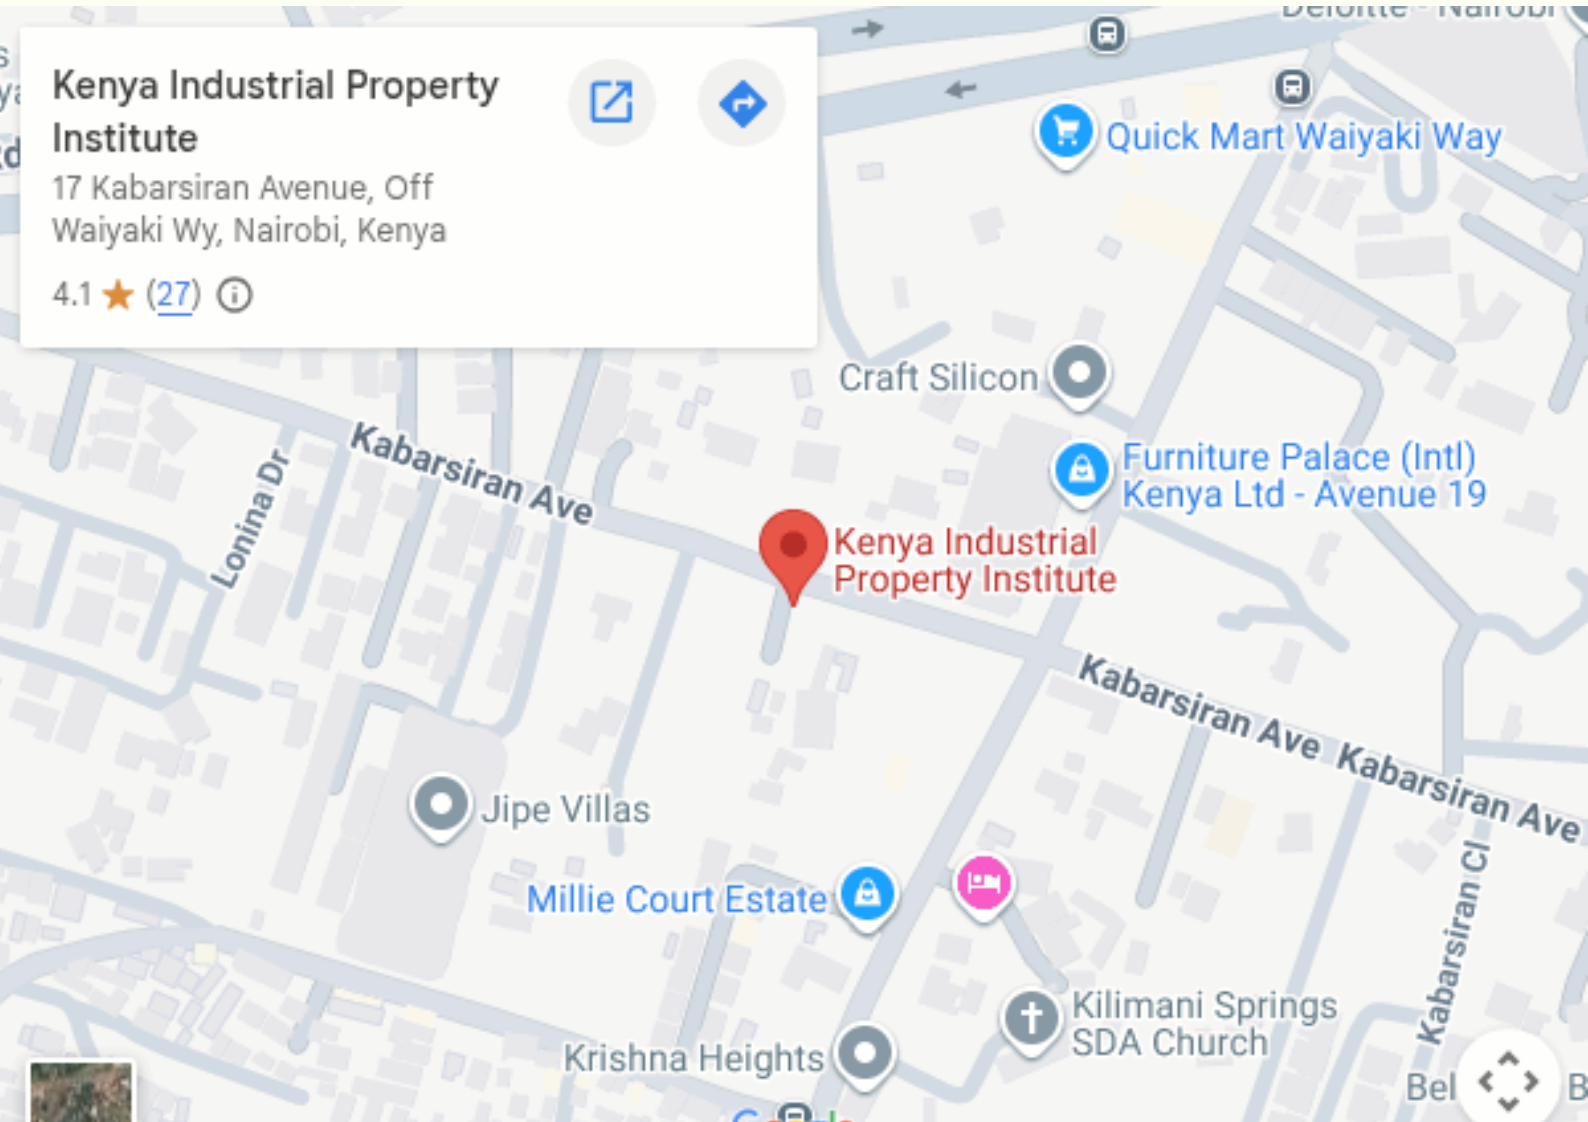 Kenya Industrial Property
Institute
17 Kabarsiran Avenue, Off
Waiyaki Wy, Nairobi, Kenya
4.1 ★ (27)
Deloitte - Nairobi
Quick Mart Waiyaki Way
Craft Silicon
Furniture Palace (Intl)
Kenya Ltd - Avenue 19
Kabarsiran Ave
Lonina Dr
Kenya Industrial
Property Institute
Kabarsiran Ave
Kabarsiran Ave
Jipe Villas
Millie Court Estate
Kabarsiran Cl
Kilimani Springs
SDA Church
Krishna Heights
Bel
B